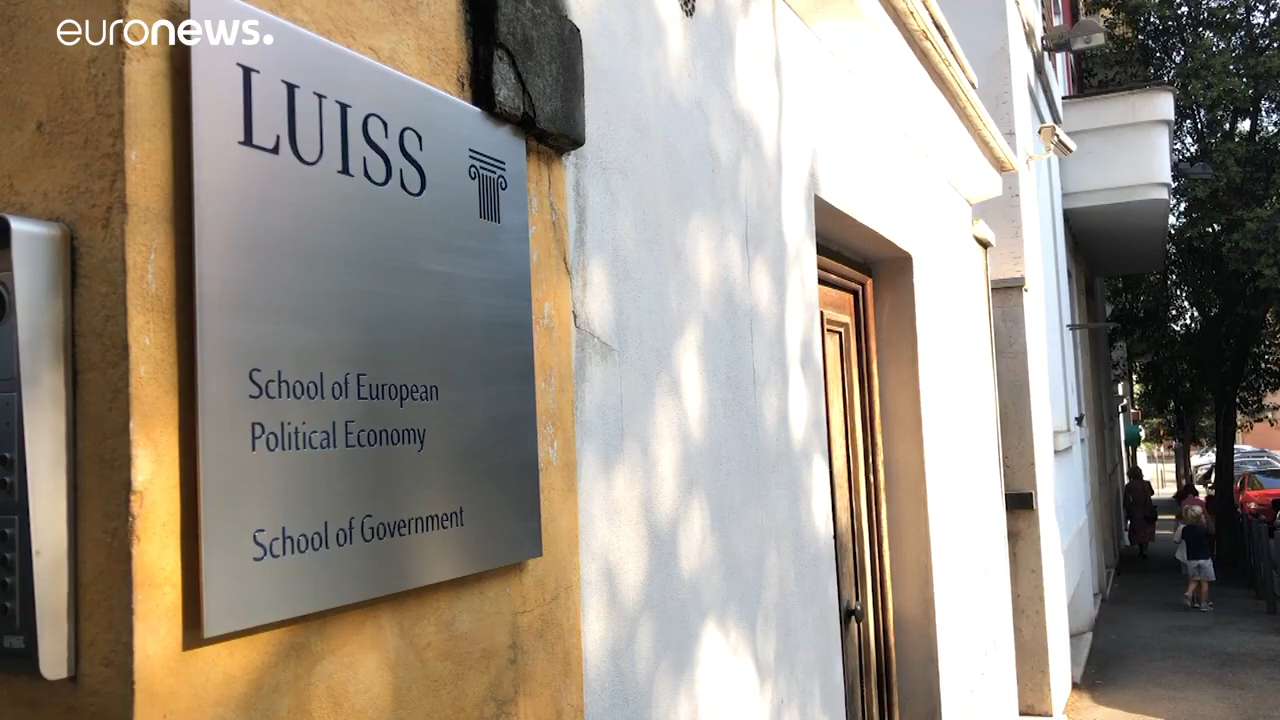 euronews.
LUISS
School of European
Political Economy
School of Government